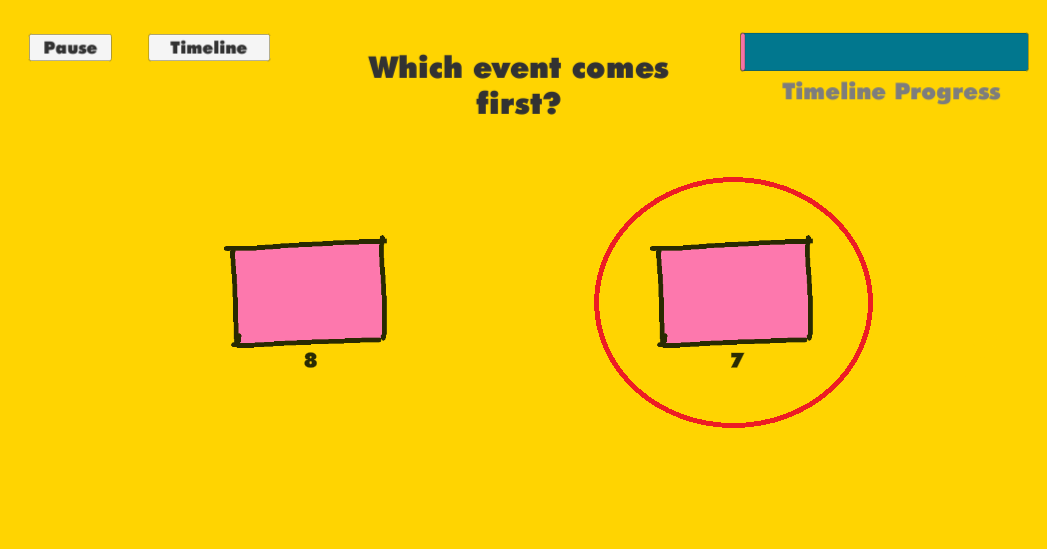 Pause
Timeline
Which event comes
first?
Timeline Progress
8
7